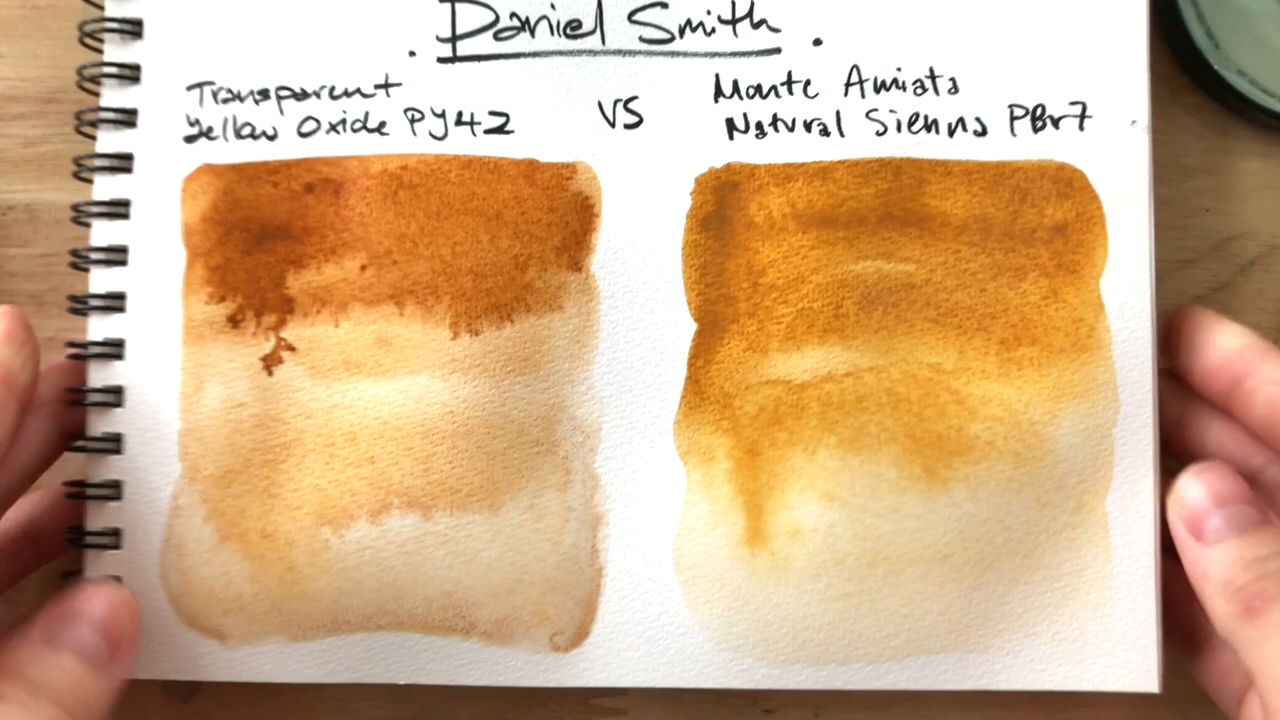 . Daniel Smith .
Transparent
Yellow Oxide PY42
VS
Monte Amiata
Natural Sienna PBr7